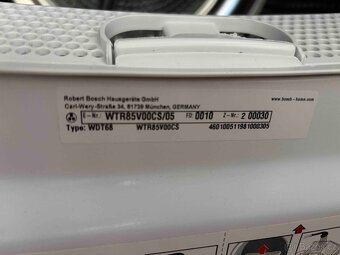 Robert Bosch Hausgeräte GmbH
www.bosch-home.com
Carl-Wery-Straße 34, 81739 München, GERMANY
E-Nr.: WTR85V00CS/05 FD: 0010 Z-Nr.: 2 00030
Type: WDT68 WTR85V00CS 460100511981000305